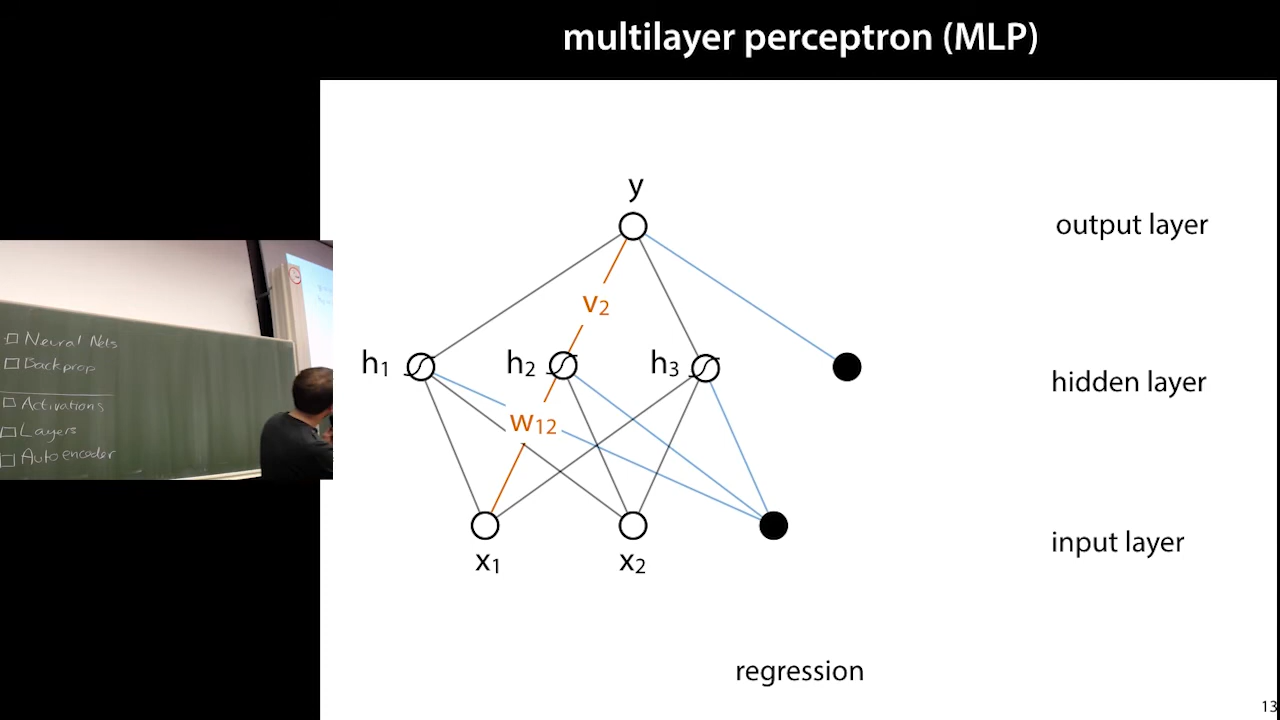 multilayer perceptron (MLP)
y
output layer
v2
h1
h2
h3
hidden layer
w12
input layer
x1
x2
regression
13
Neural Nets
Backprop
Activations
Layers
Autoencoder